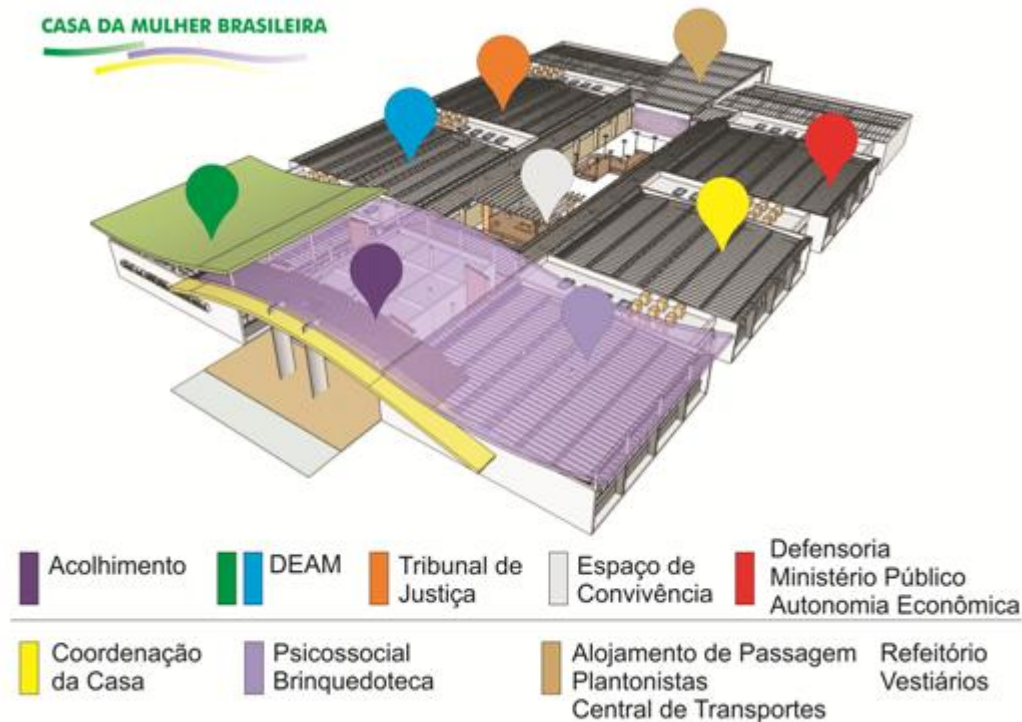 CASA DA MULHER BRASILEIRA
Acolhimento
DEAM
Tribunal de
Justiça
Espaço de
Convivência
Defensoria
Ministério Público
Autonomia Econômica
Coordenação
da Casa
Psicossocial
Brinquedoteca
Alojamento de Passagem
Plantonistas
Central de Transportes
Refeitório
Vestiários